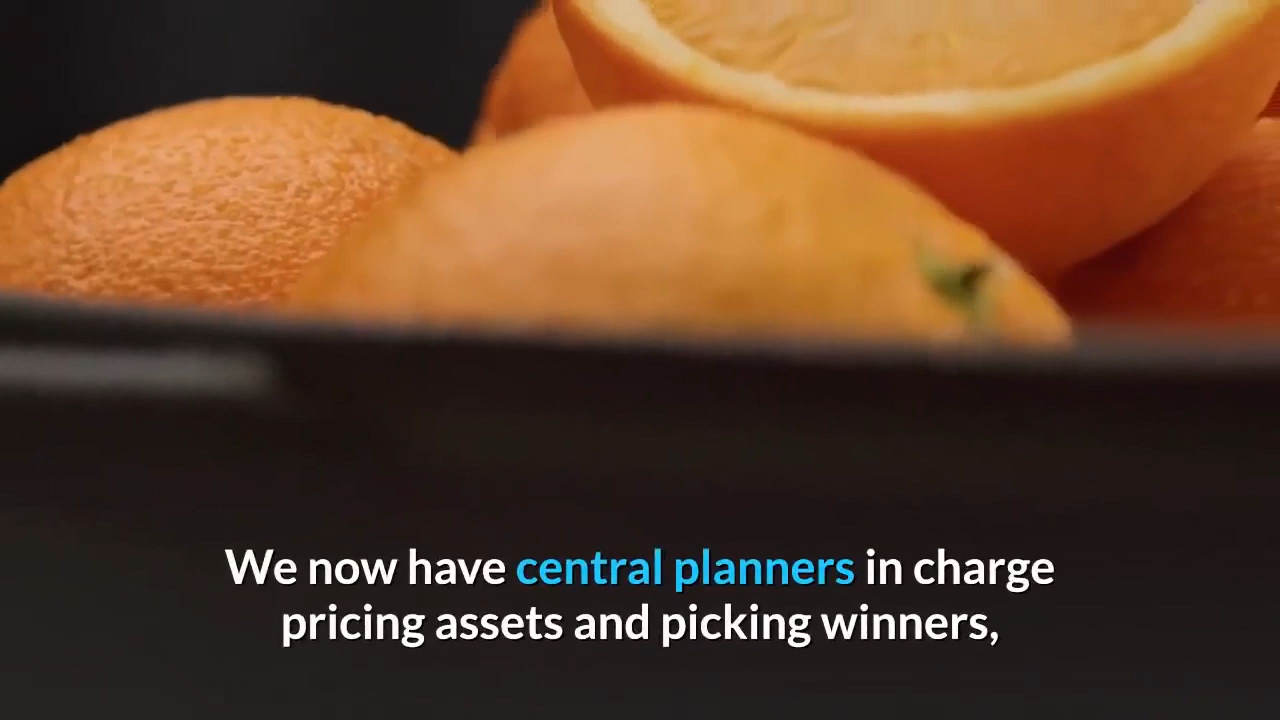 We now have central planners in charge
pricing assets and picking winners,